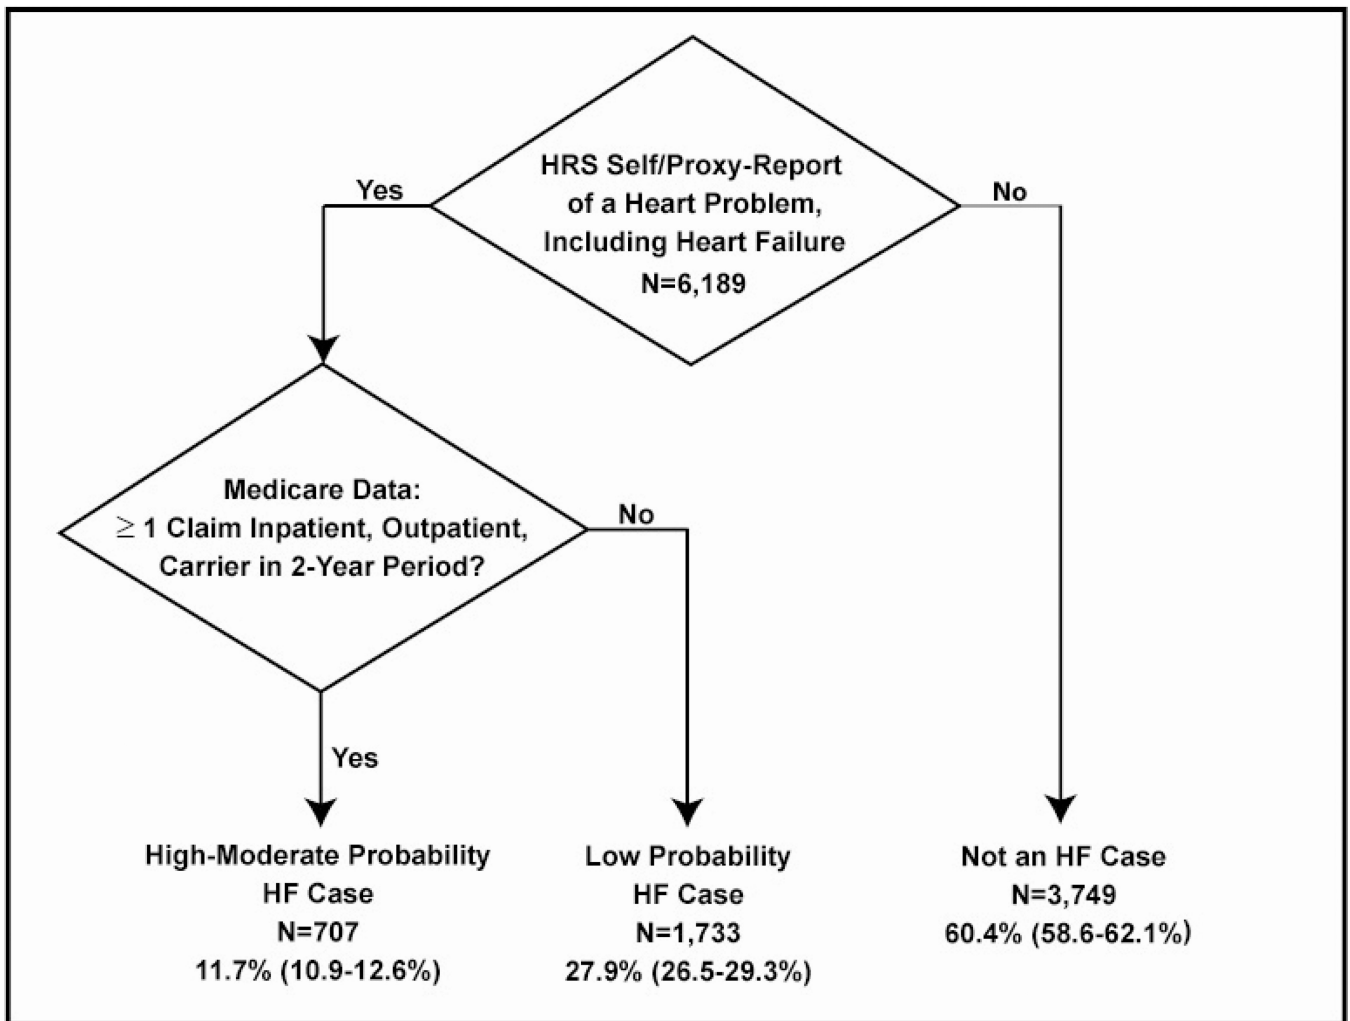 HRS Self/Proxy-Report
of a Heart Problem,
Including Heart Failure
N=6,189
Yes
No
Medicare Data:
≥ 1 Claim Inpatient, Outpatient,
Carrier in 2-Year Period?
No
Yes
High-Moderate Probability
HF Case
N=707
11.7% (10.9-12.6%)
Low Probability
HF Case
N=1,733
27.9% (26.5-29.3%)
Not an HF Case
N=3,749
60.4% (58.6-62.1%)